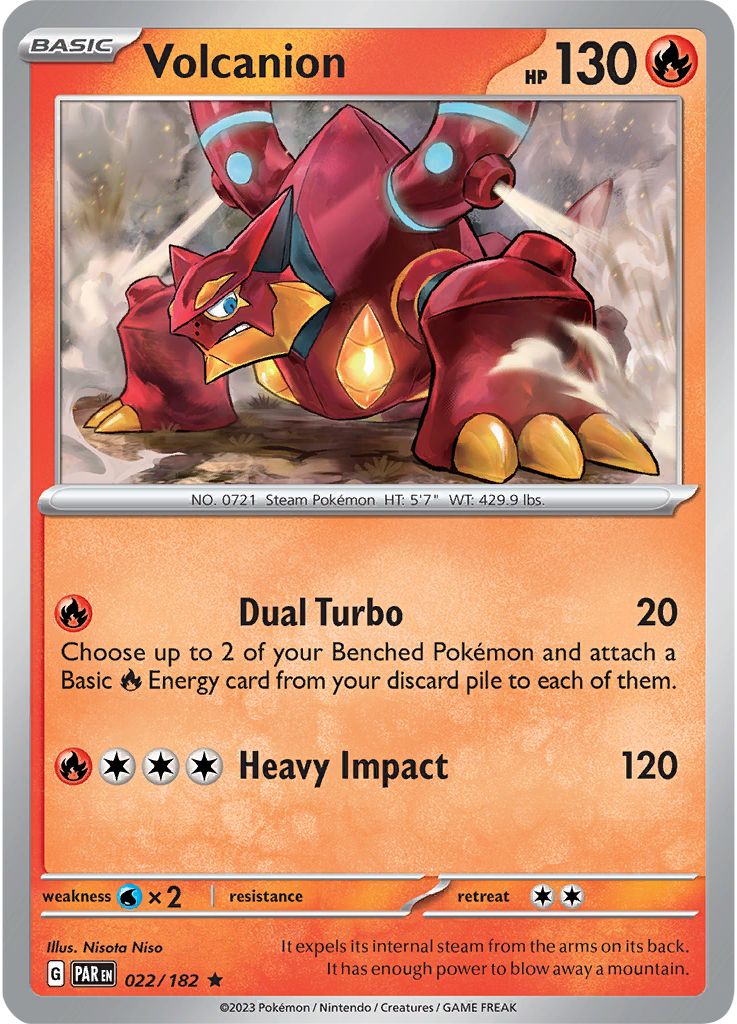 BASIC Volcanion HP 130
NO. 0721 Steam Pokémon HT: 5'7" WT: 429.9 lbs.
Dual Turbo 20
Choose up to 2 of your Benched Pokémon and attach a
Basic Energy card from your discard pile to each of them.
Heavy Impact 120
weakness ×2 resistance retreat
Illus. Nisota Niso
It expels its internal steam from the arms on its back.
It has enough power to blow away a mountain.
G PAR EN 022/182
©2023 Pokémon / Nintendo / Creatures / GAME FREAK